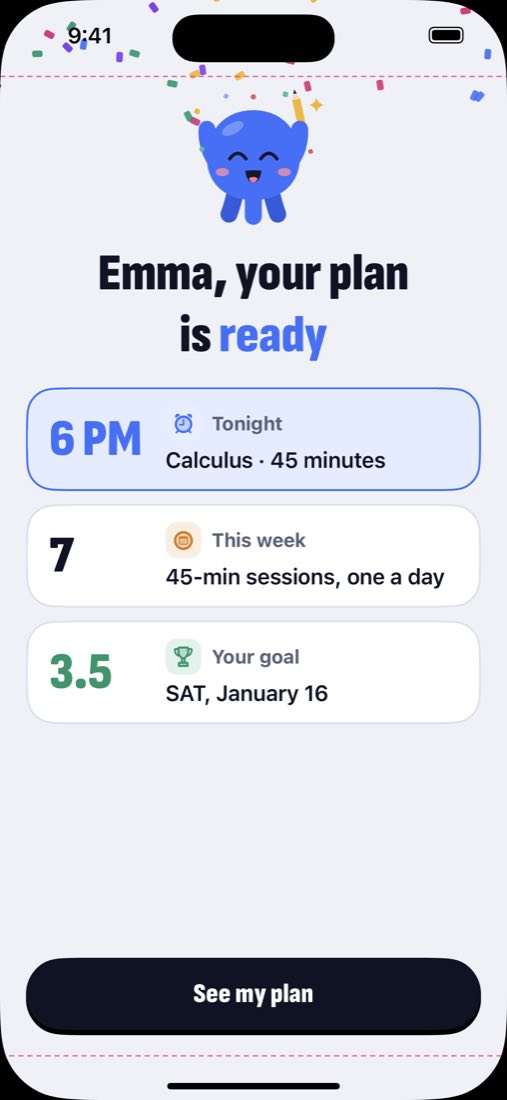 9:41
Emma, your plan
is ready
6 PM
Tonight
Calculus · 45 minutes
7
This week
45-min sessions, one a day
3.5
Your goal
SAT, January 16
See my plan